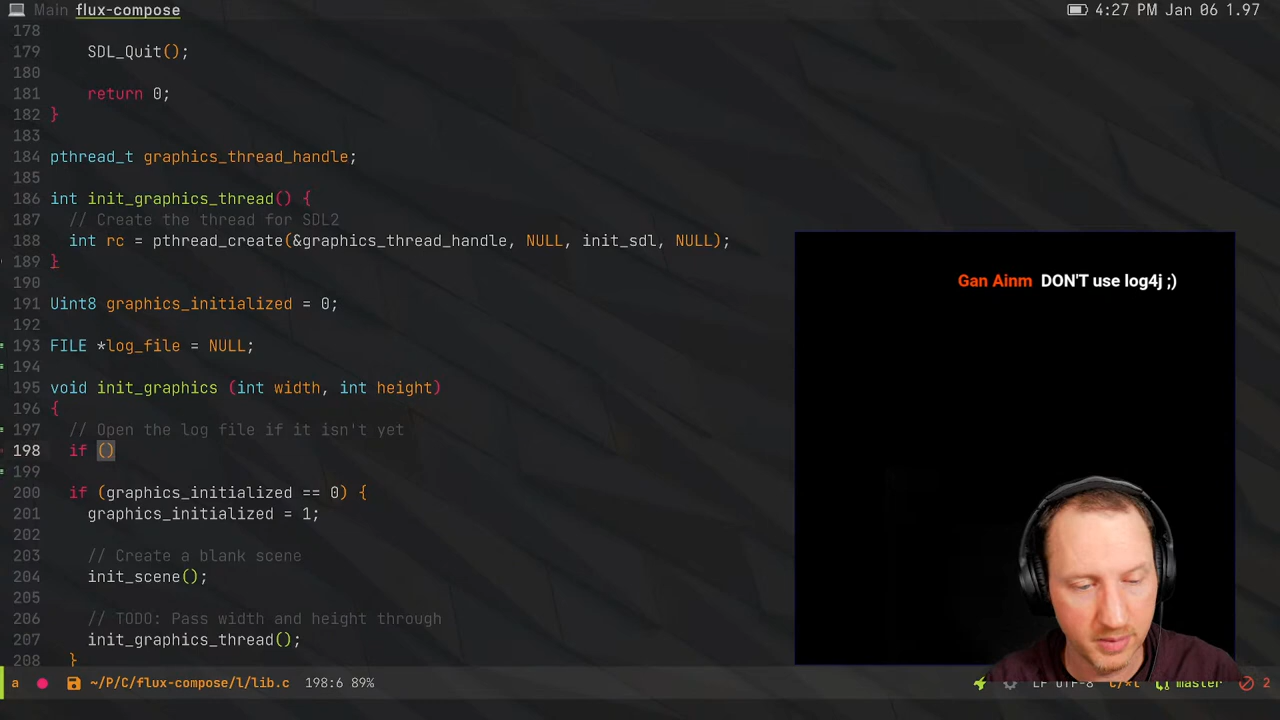 Main flux-compose
4:27 PM Jan 06 1.97
178
179 SDL_Quit();
180
181 return 0;
182 }
183
184 pthread_t graphics_thread_handle;
185
186 int init_graphics_thread() {
187 // Create the thread for SDL2
188 int rc = pthread_create(&graphics_thread_handle, NULL, init_sdl, NULL);
189 }
190
191 Uint8 graphics_initialized = 0;
192
193 FILE *log_file = NULL;
194
195 void init_graphics (int width, int height)
196 {
197 // Open the log file if it isn't yet
198 if ()
199
200 if (graphics_initialized == 0) {
201 graphics_initialized = 1;
202
203 // Create a blank scene
204 init_scene();
205
206 // TODO: Pass width and height through
207 init_graphics_thread();
208 }
Gan Ainm DON'T use log4j ;)
a ~/P/C/flux-compose/l/lib.c 198:6 89% LF UTF-8 C/*l master 2